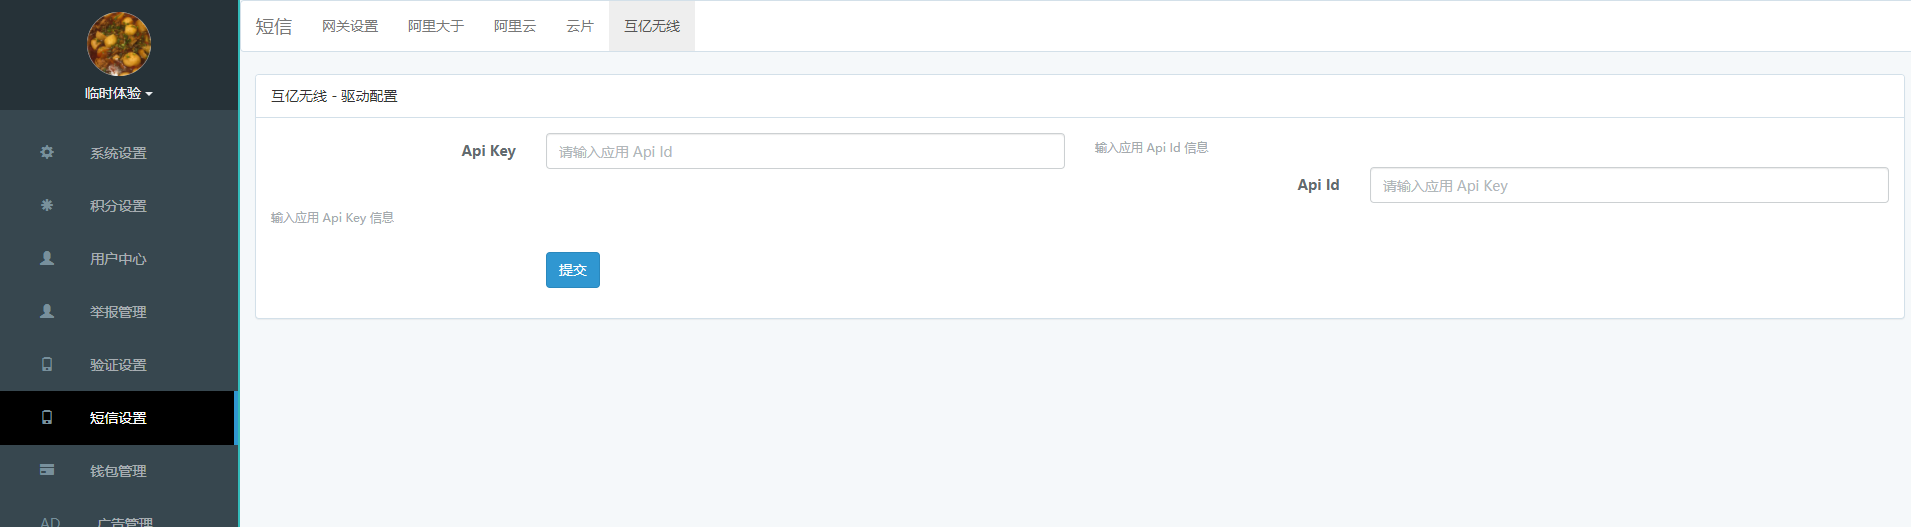 临时体验
系统设置
积分设置
用户中心
举报管理
验证设置
短信设置
钱包管理
AD 广告管理
短信 网关设置 阿里大于 阿里云 云片 互亿无线
互亿无线 - 驱动配置
Api Key 请输入应用 Api Id 输入应用 Api Id 信息
Api Id 请输入应用 Api Key
输入应用 Api Key 信息
提交